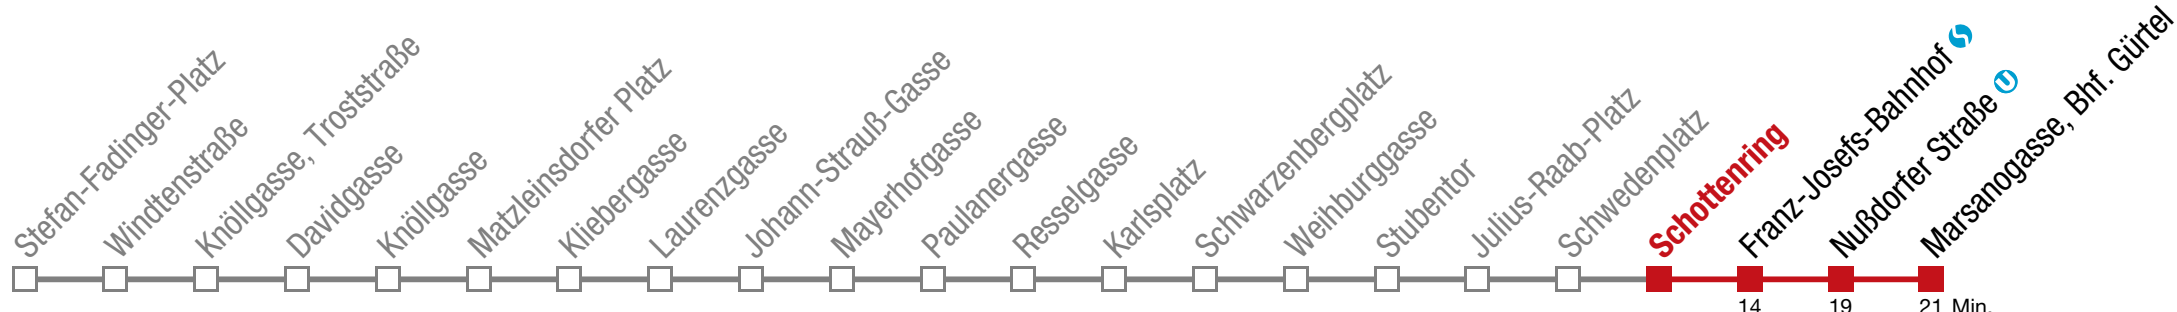 Stefan-Fadinger-Platz
Windtenstraße
Knöllgasse, Troststraße
Davidgasse
Knöllgasse
Matzleinsdorfer Platz
Kliebergasse
Laurenzgasse
Johann-Strauß-Gasse
Mayerhofgasse
Paulanergasse
Resselgasse
Karlsplatz
Schwarzenbergplatz
Weihburggasse
Stubentor
Julius-Raab-Platz
Schwedenplatz
Schottenring
Franz-Josefs-Bahnhof S
Nußdorfer Straße U
Marsanogasse, Bhf. Gürtel
14 19 21 Min.